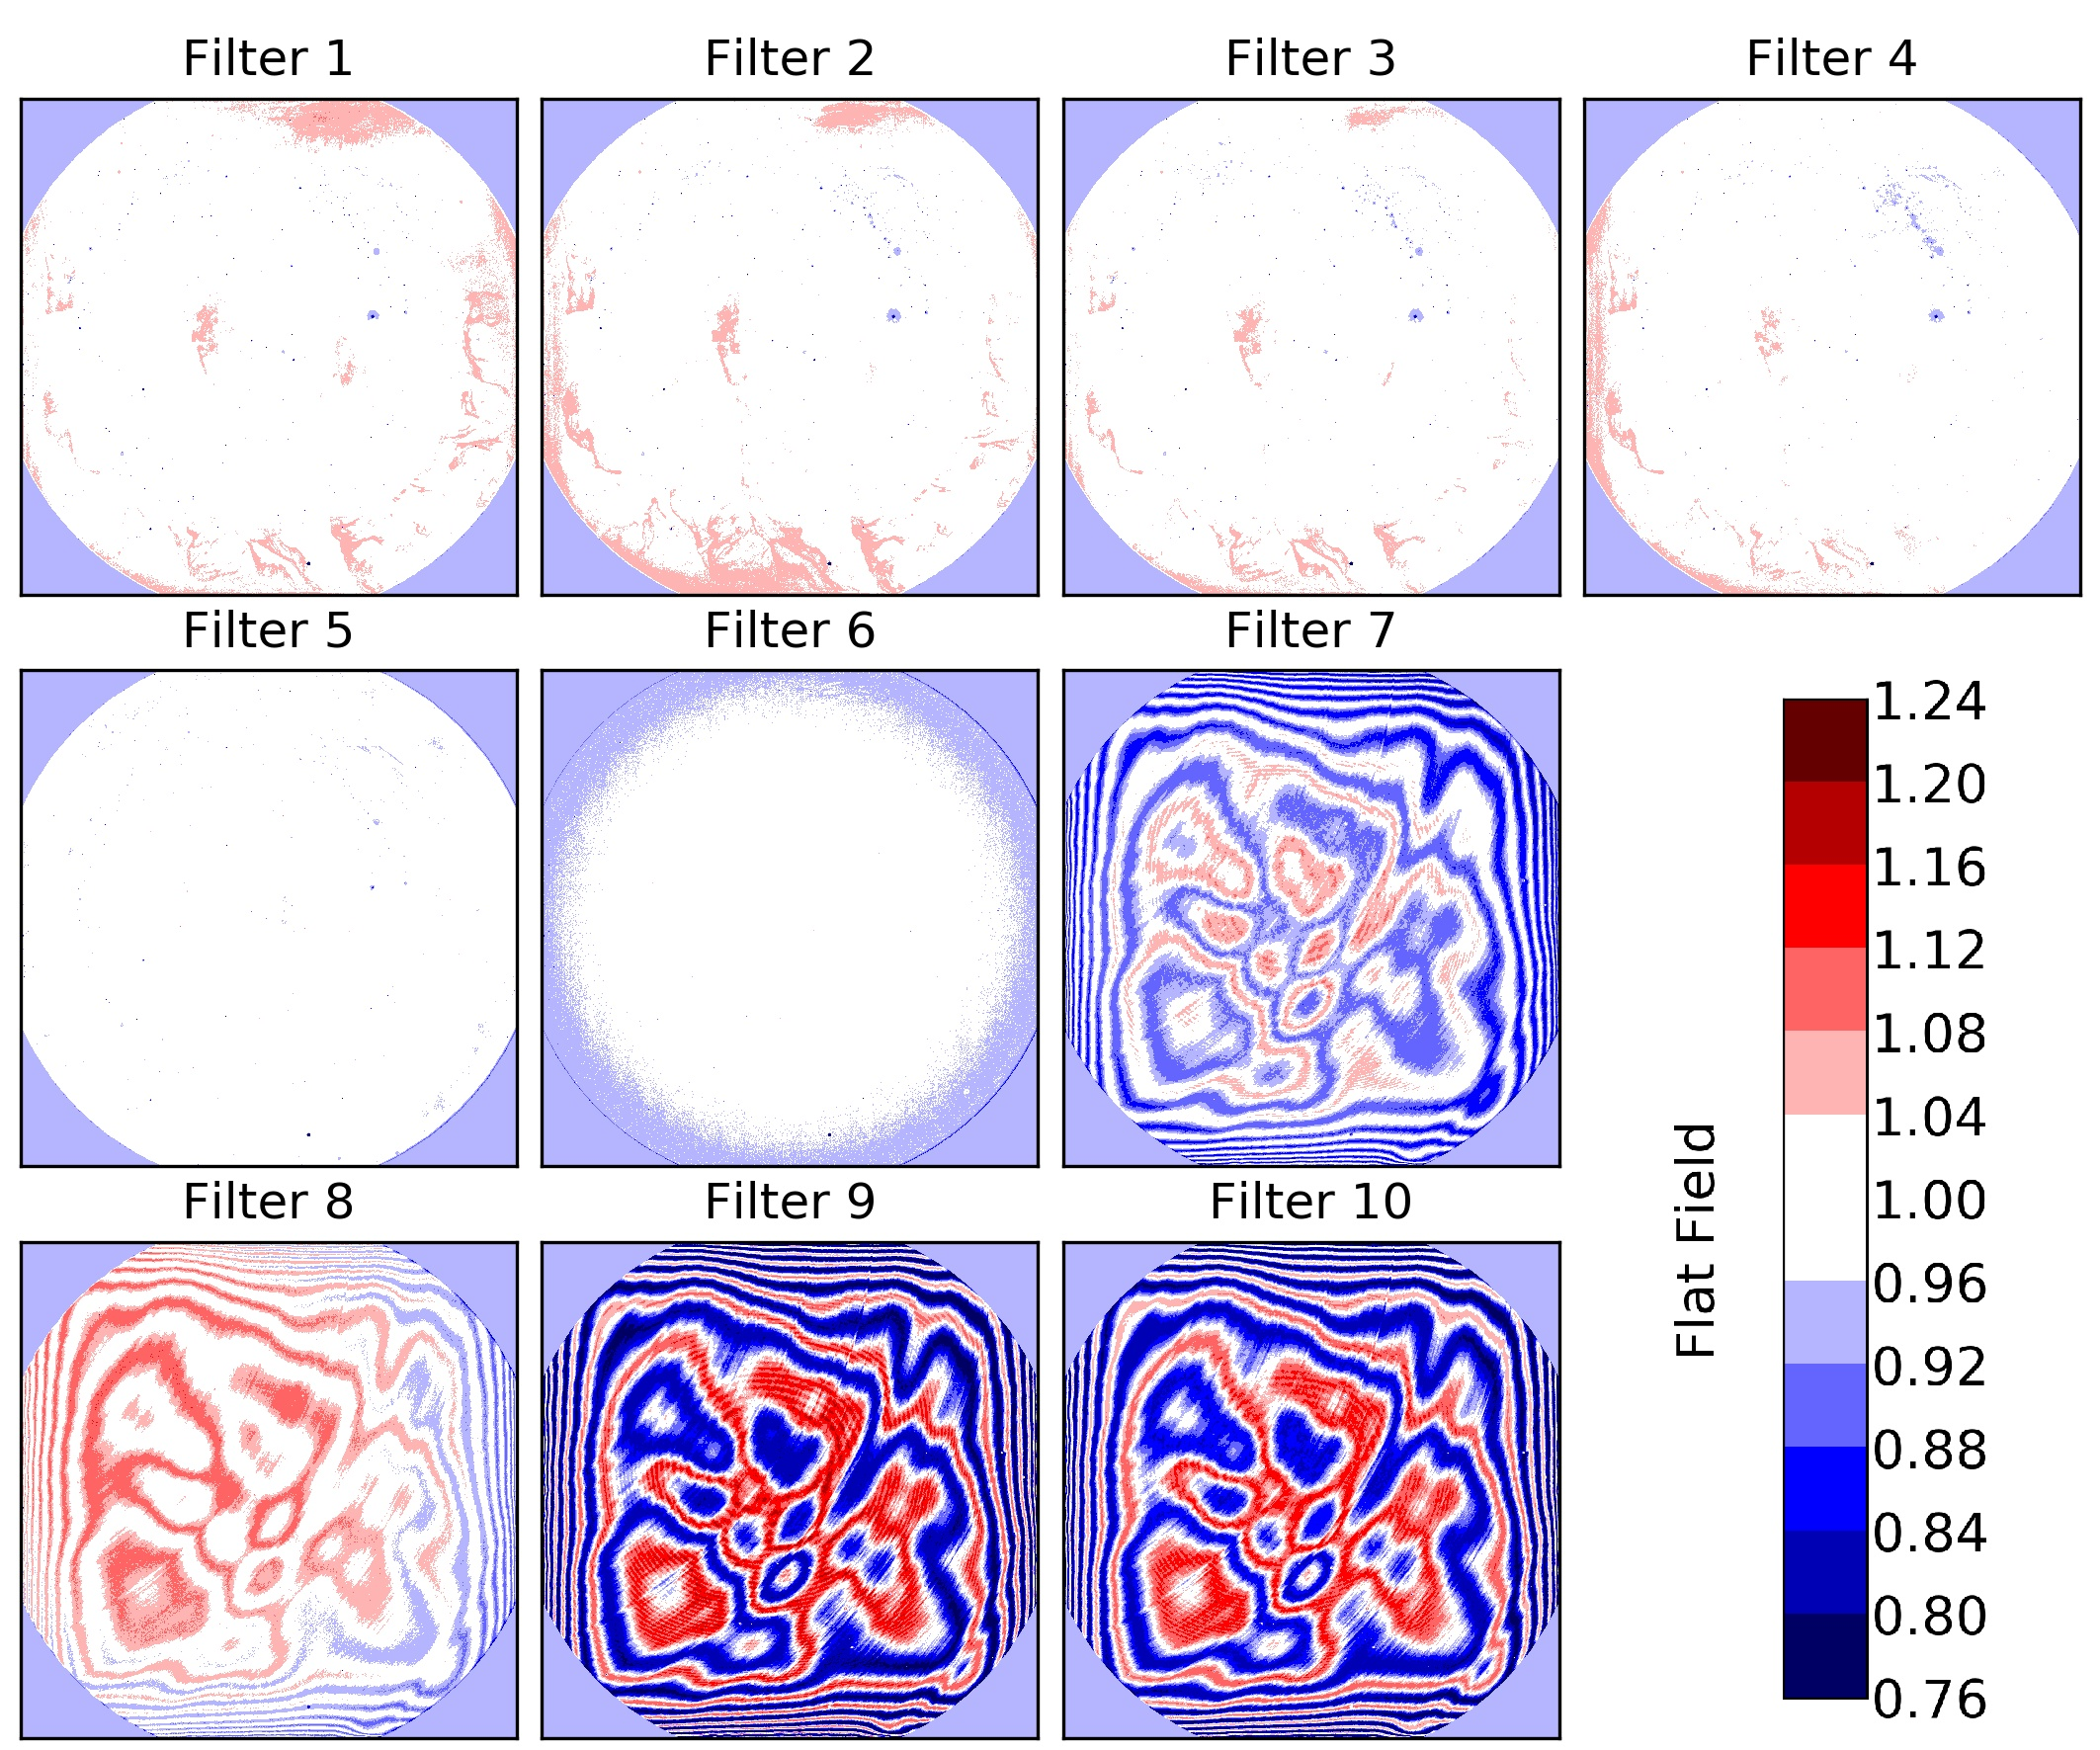 Filter 1
Filter 2
Filter 3
Filter 4
Filter 5
Filter 6
Filter 7
Filter 8
Filter 9
Filter 10
Flat Field
1.24
1.20
1.16
1.12
1.08
1.04
1.00
0.96
0.92
0.88
0.84
0.80
0.76